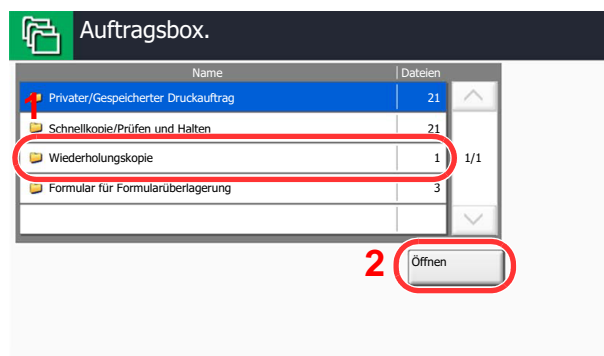 Auftragsbox.
Name Dateien
1 Privater/Gespeicherter Druckauftrag 21
Schnellkopie/Prüfen und Halten 21
Wiederholungskopie 1 1/1
Formular für Formularüberlagerung 3
2 Öffnen